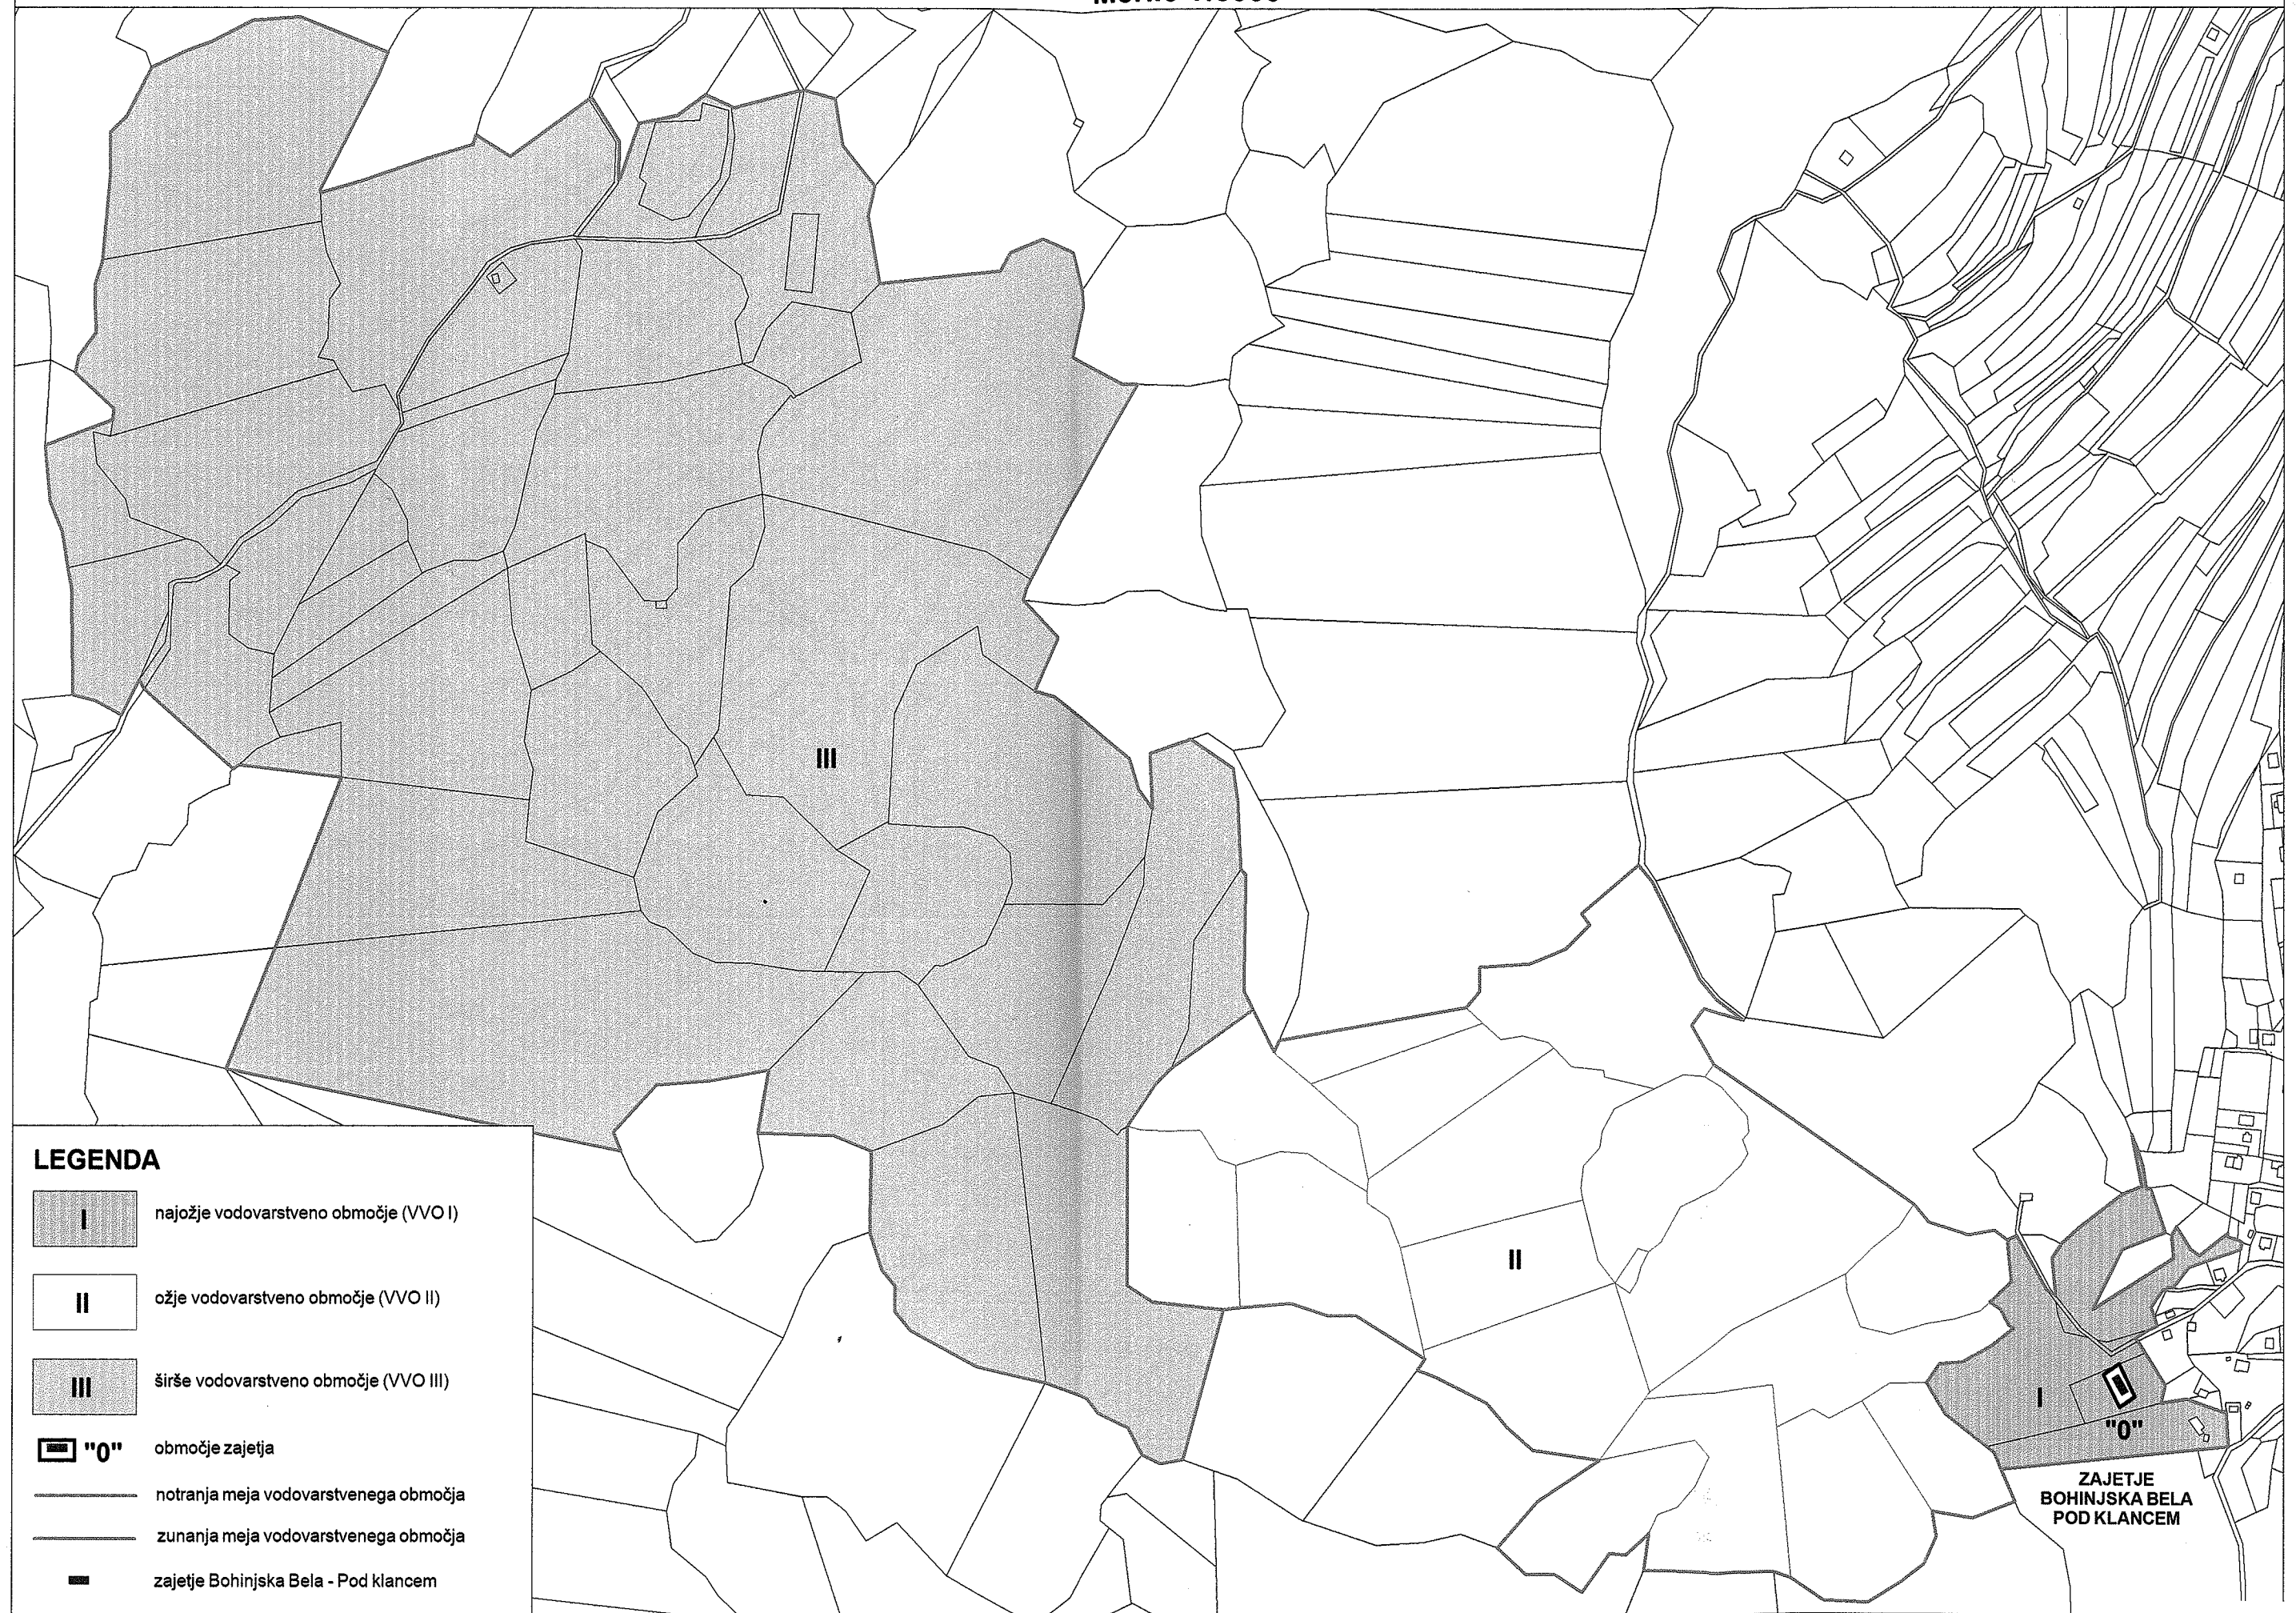 III
II
I
"0"
ZAJETJE
BOHINJSKA BELA
POD KLANCEM
LEGENDA
I najožje vodovarstveno območje (VVO I)
II ožje vodovarstveno območje (VVO II)
III širše vodovarstveno območje (VVO III)
"0" območje zajetja
notranja meja vodovarstvenega območja
zunanja meja vodovarstvenega območja
zajetje Bohinjska Bela - Pod klancem